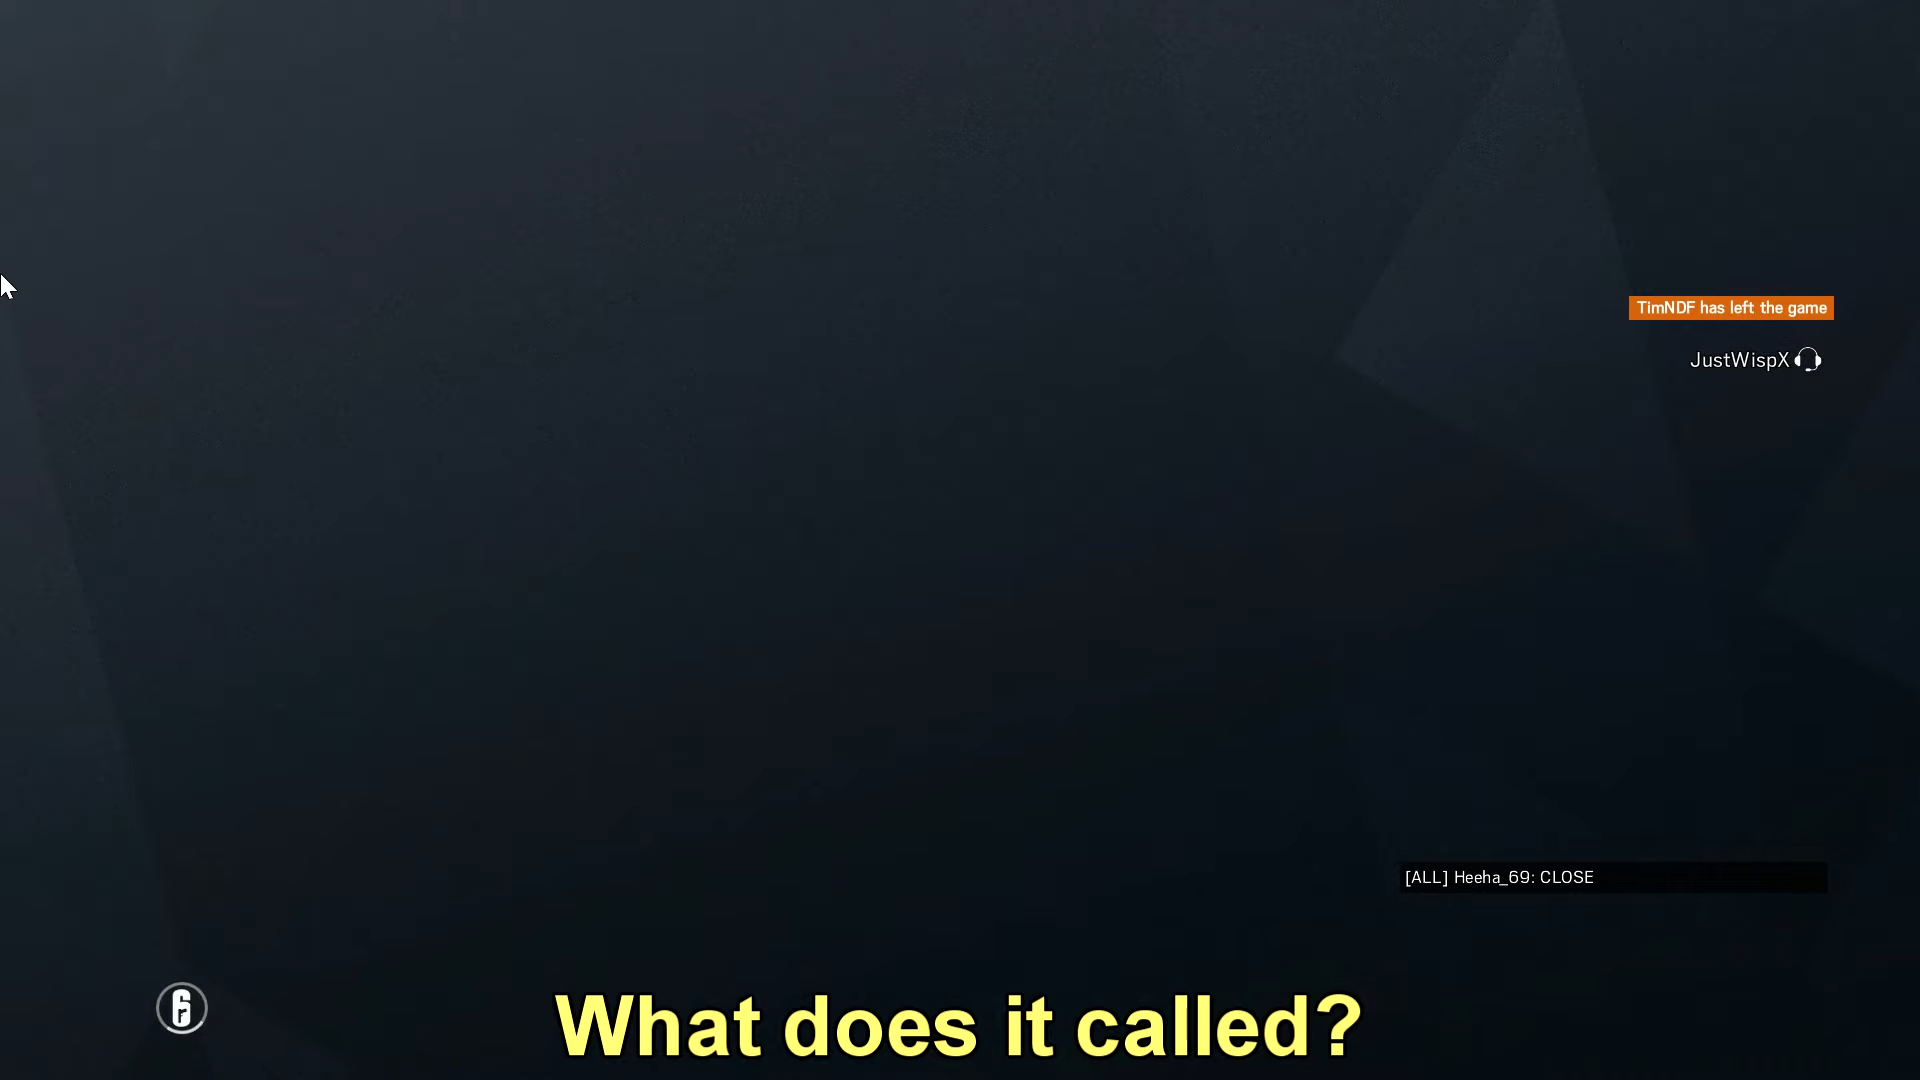 TimNDF has left the game
JustWispX
[ALL] Heeha_69: CLOSE
What does it called?